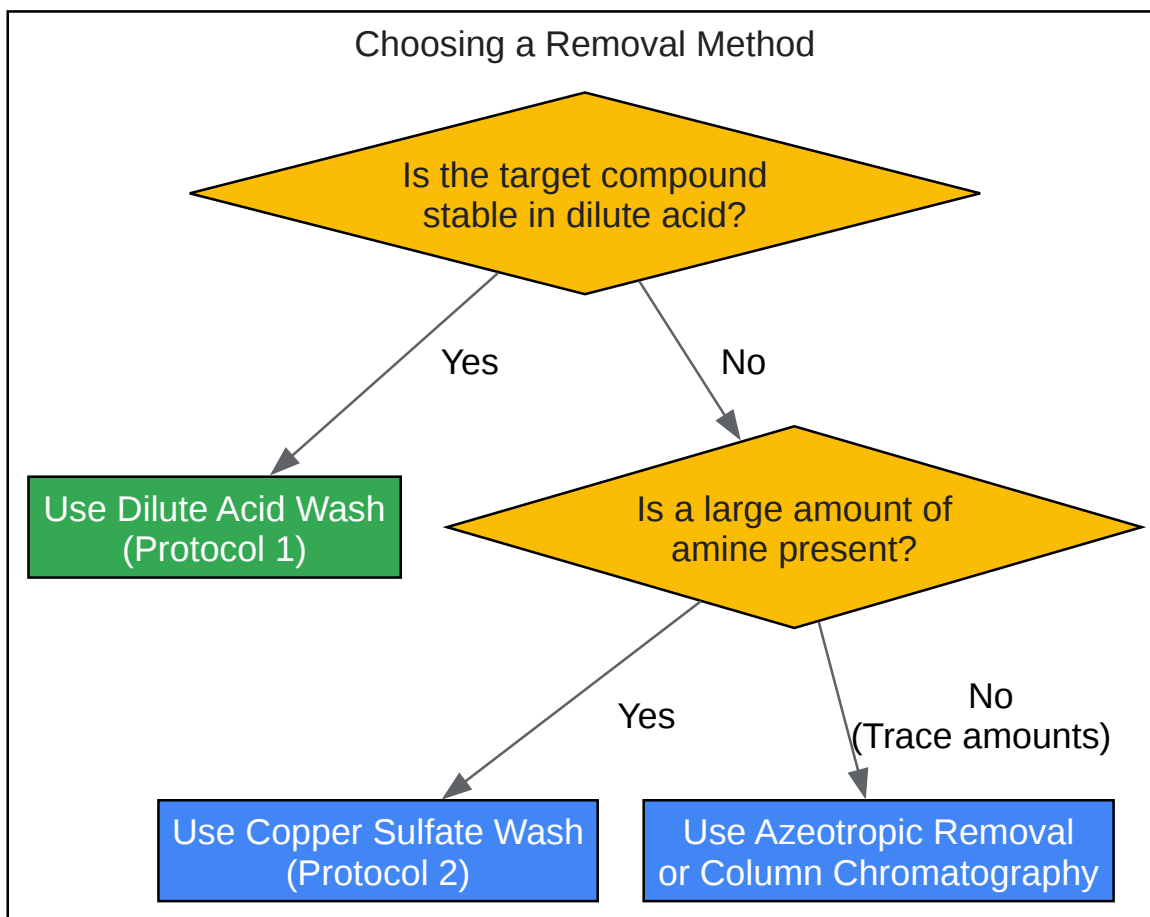 Choosing a Removal Method
Is the target compound
stable in dilute acid?
Yes
No
Use Dilute Acid Wash
(Protocol 1)
Is a large amount of
amine present?
Yes
No
(Trace amounts)
Use Copper Sulfate Wash
(Protocol 2)
Use Azeotropic Removal
or Column Chromatography